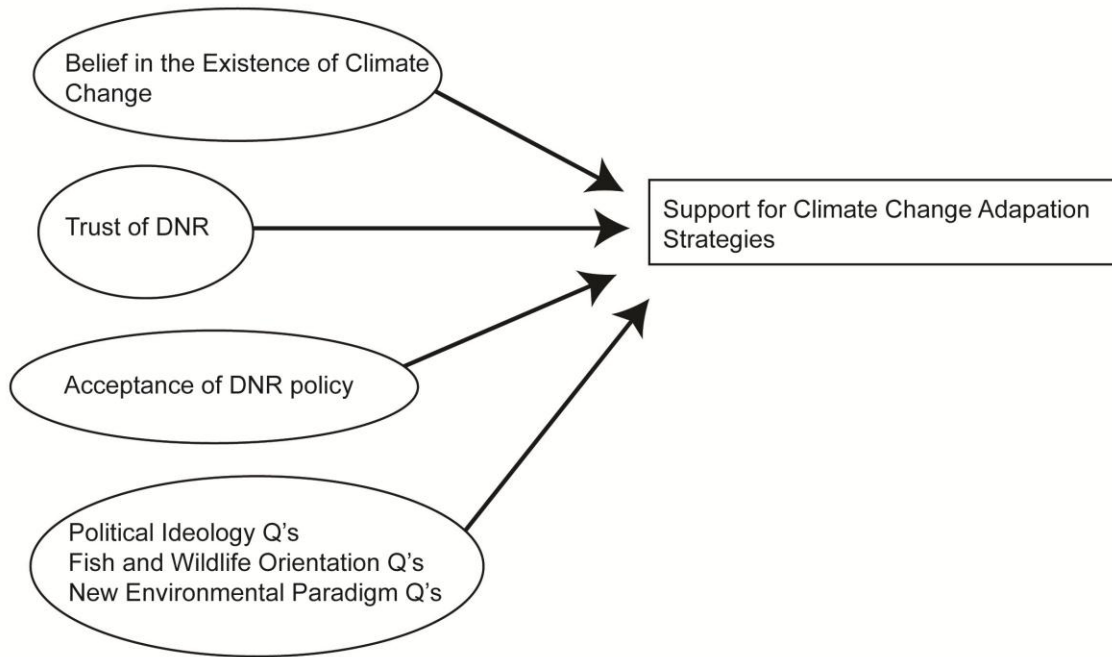 Belief in the Existence of Climate
Change
Trust of DNR
Support for Climate Change Adapation
Strategies
Acceptance of DNR policy
Political Ideology Q's
Fish and Wildlife Orientation Q's
New Environmental Paradigm Q's